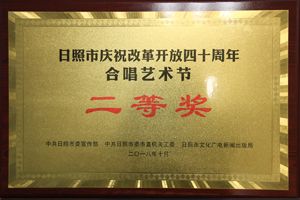 日照市庆祝改革开放四十周年
合唱艺术节
二等奖
中共日照市委宣传部 中共日照市委市直机关工委 日照市文化广电新闻出版局
二〇一八年十月